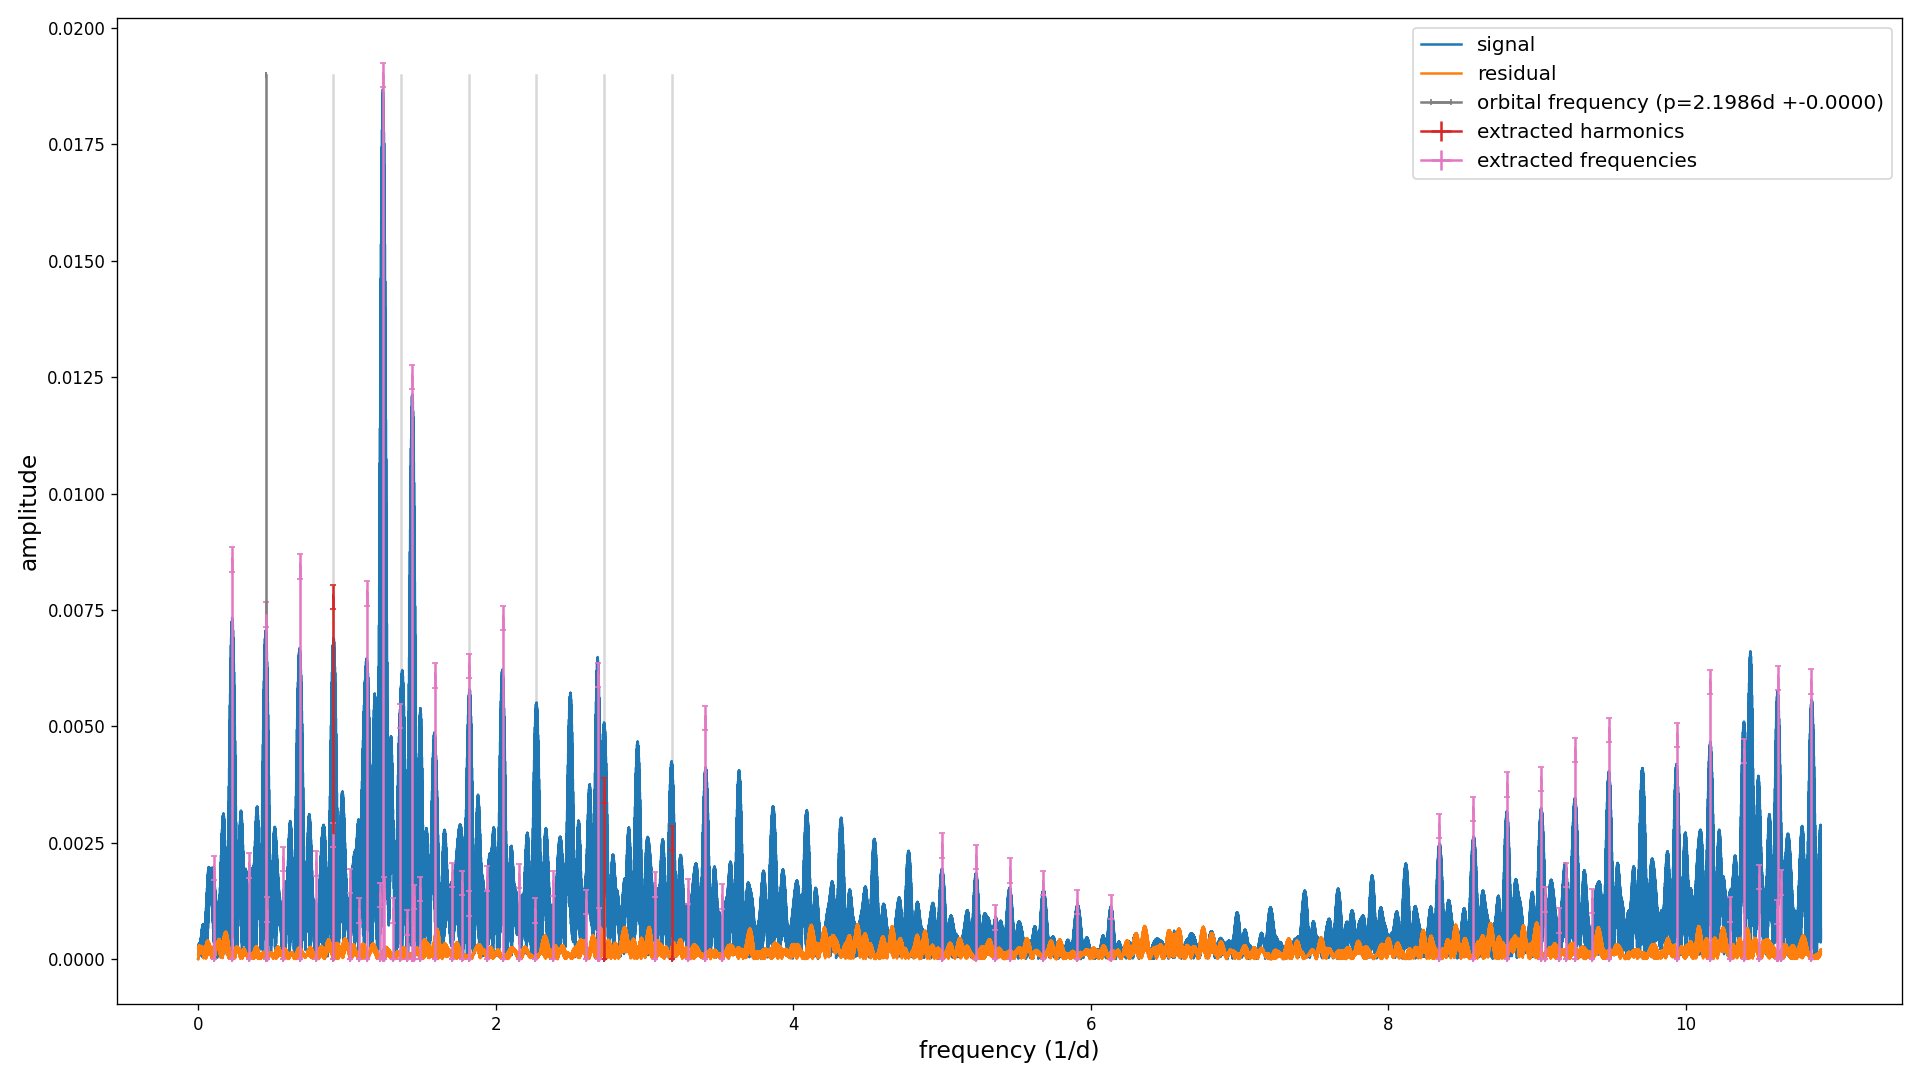 signal
residual
orbital frequency (p=2.1986d +-0.0000)
extracted harmonics
extracted frequencies
0.0200
0.0175
0.0150
0.0125
0.0100
0.0075
0.0050
0.0025
0.0000
amplitude
0 2 4 6 8 10
frequency (1/d)